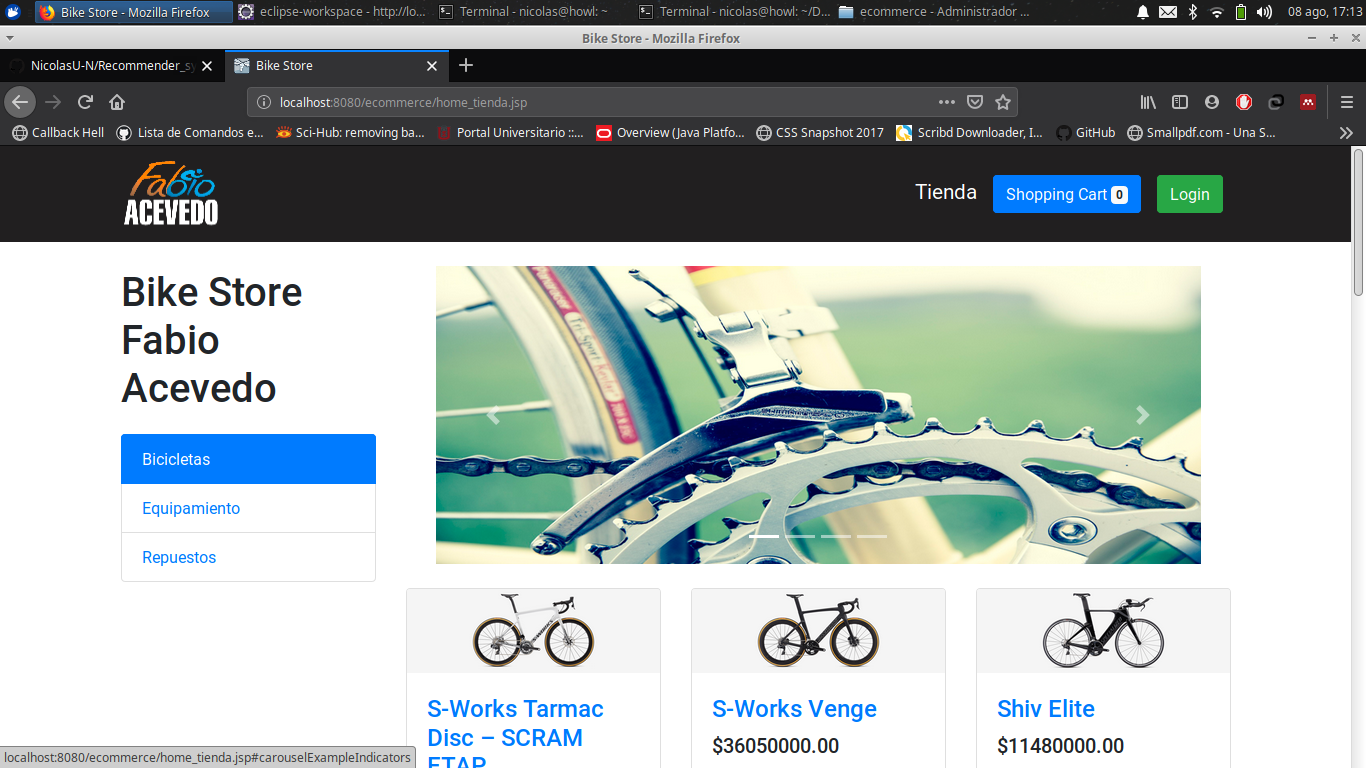 Bike Store - Mozilla Firefox
eclipse-workspace - http://lo...
Terminal - nicolas@howl: ~
Terminal - nicolas@howl: ~/D...
ecommerce - Administrador ...
08 ago, 17:13
Bike Store - Mozilla Firefox
NicolasU-N/Recommender_sy
Bike Store
localhost:8080/ecommerce/home_tienda.jsp
Callback Hell
Lista de Comandos e...
Sci-Hub: removing ba...
Portal Universitario ::...
Overview (Java Platfo...
CSS Snapshot 2017
Scribd Downloader, I...
GitHub
Smallpdf.com - Una S...
Fabio
ACEVEDO
Tienda
Shopping Cart 0
Login
Bike Store
Fabio
Acevedo
Bicicletas
Equipamiento
Repuestos
Panaracer
Tri-Sport
S-Works Tarmac
Disc – SCRAM
ETAP
S-Works Venge
$36050000.00
Shiv Elite
$11480000.00
localhost:8080/ecommerce/home_tienda.jsp#carouselExampleIndicators